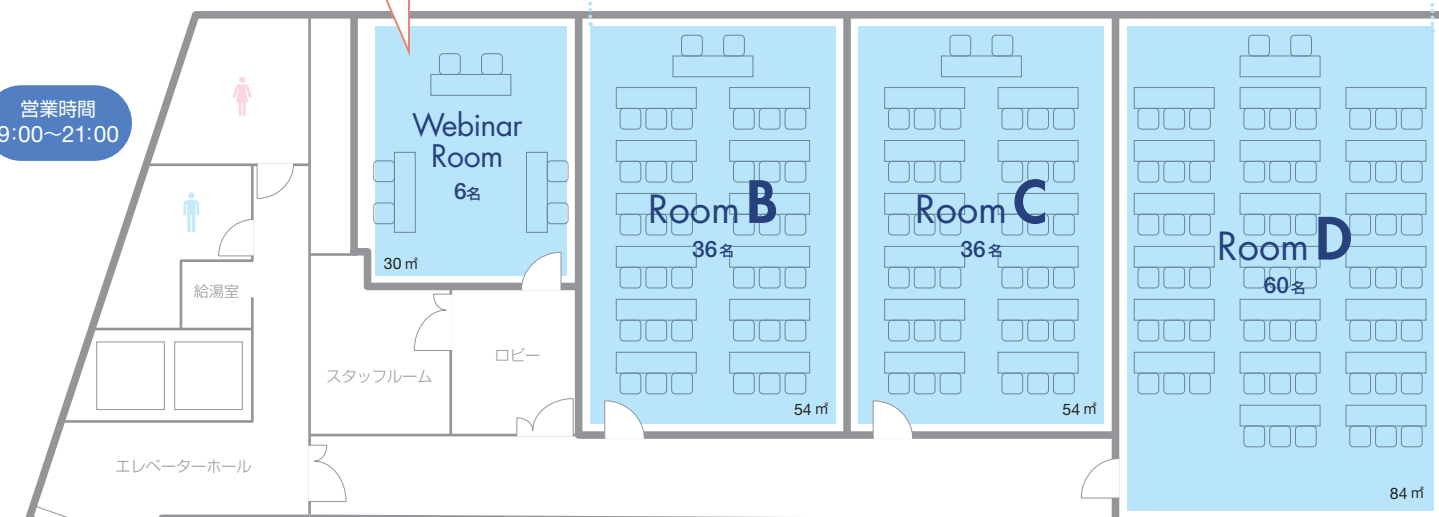 営業時間
9:00〜21:00
Webinar
Room
6名
30㎡
Room B
36名
54㎡
Room C
36名
54㎡
Room D
60名
84㎡
給湯室
スタッフルーム
ロビー
エレベーターホール